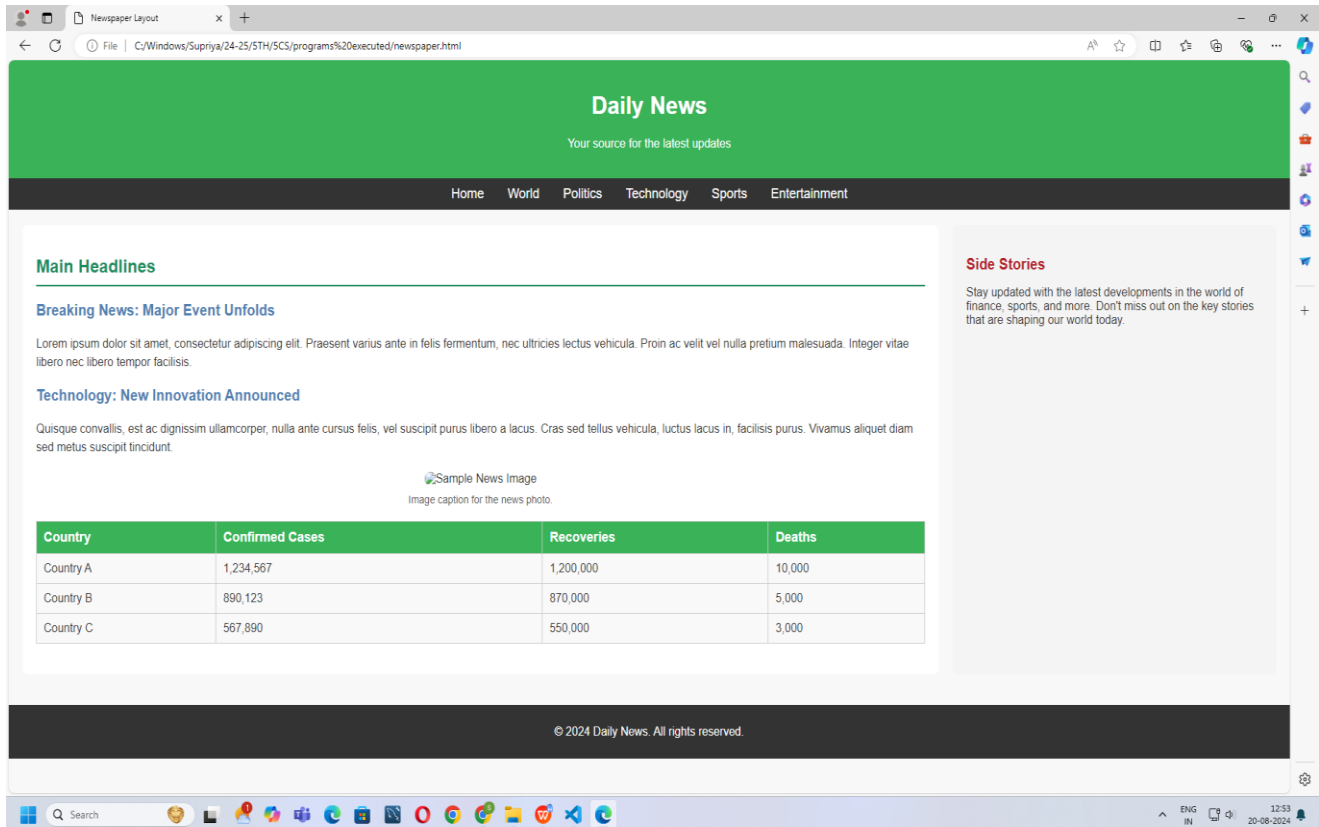 Newspaper Layout
File C:/Windows/Supriya/24-25/5TH/5CS/programs%20executed/newspaper.html
Daily News
Your source for the latest updates
Home World Politics Technology Sports Entertainment
Main Headlines
Breaking News: Major Event Unfolds
Lorem ipsum dolor sit amet, consectetur adipiscing elit. Praesent varius ante in felis fermentum, nec ultricies lectus vehicula. Proin ac velit vel nulla pretium malesuada. Integer vitae
libero nec libero tempor facilisis.
Technology: New Innovation Announced
Quisque convallis, est ac dignissim ullamcorper, nulla ante cursus felis, vel suscipit purus libero a lacus. Cras sed tellus vehicula, luctus lacus in, facilisis purus. Vivamus aliquet diam
sed metus suscipit tincidunt.
Sample News Image
Image caption for the news photo.
Country Confirmed Cases Recoveries Deaths
Country A 1,234,567 1,200,000 10,000
Country B 890,123 870,000 5,000
Country C 567,890 550,000 3,000
Side Stories
Stay updated with the latest developments in the world of
finance, sports, and more. Don't miss out on the key stories
that are shaping our world today.
© 2024 Daily News. All rights reserved.
Search
ENG
IN
12:53
20-08-2024